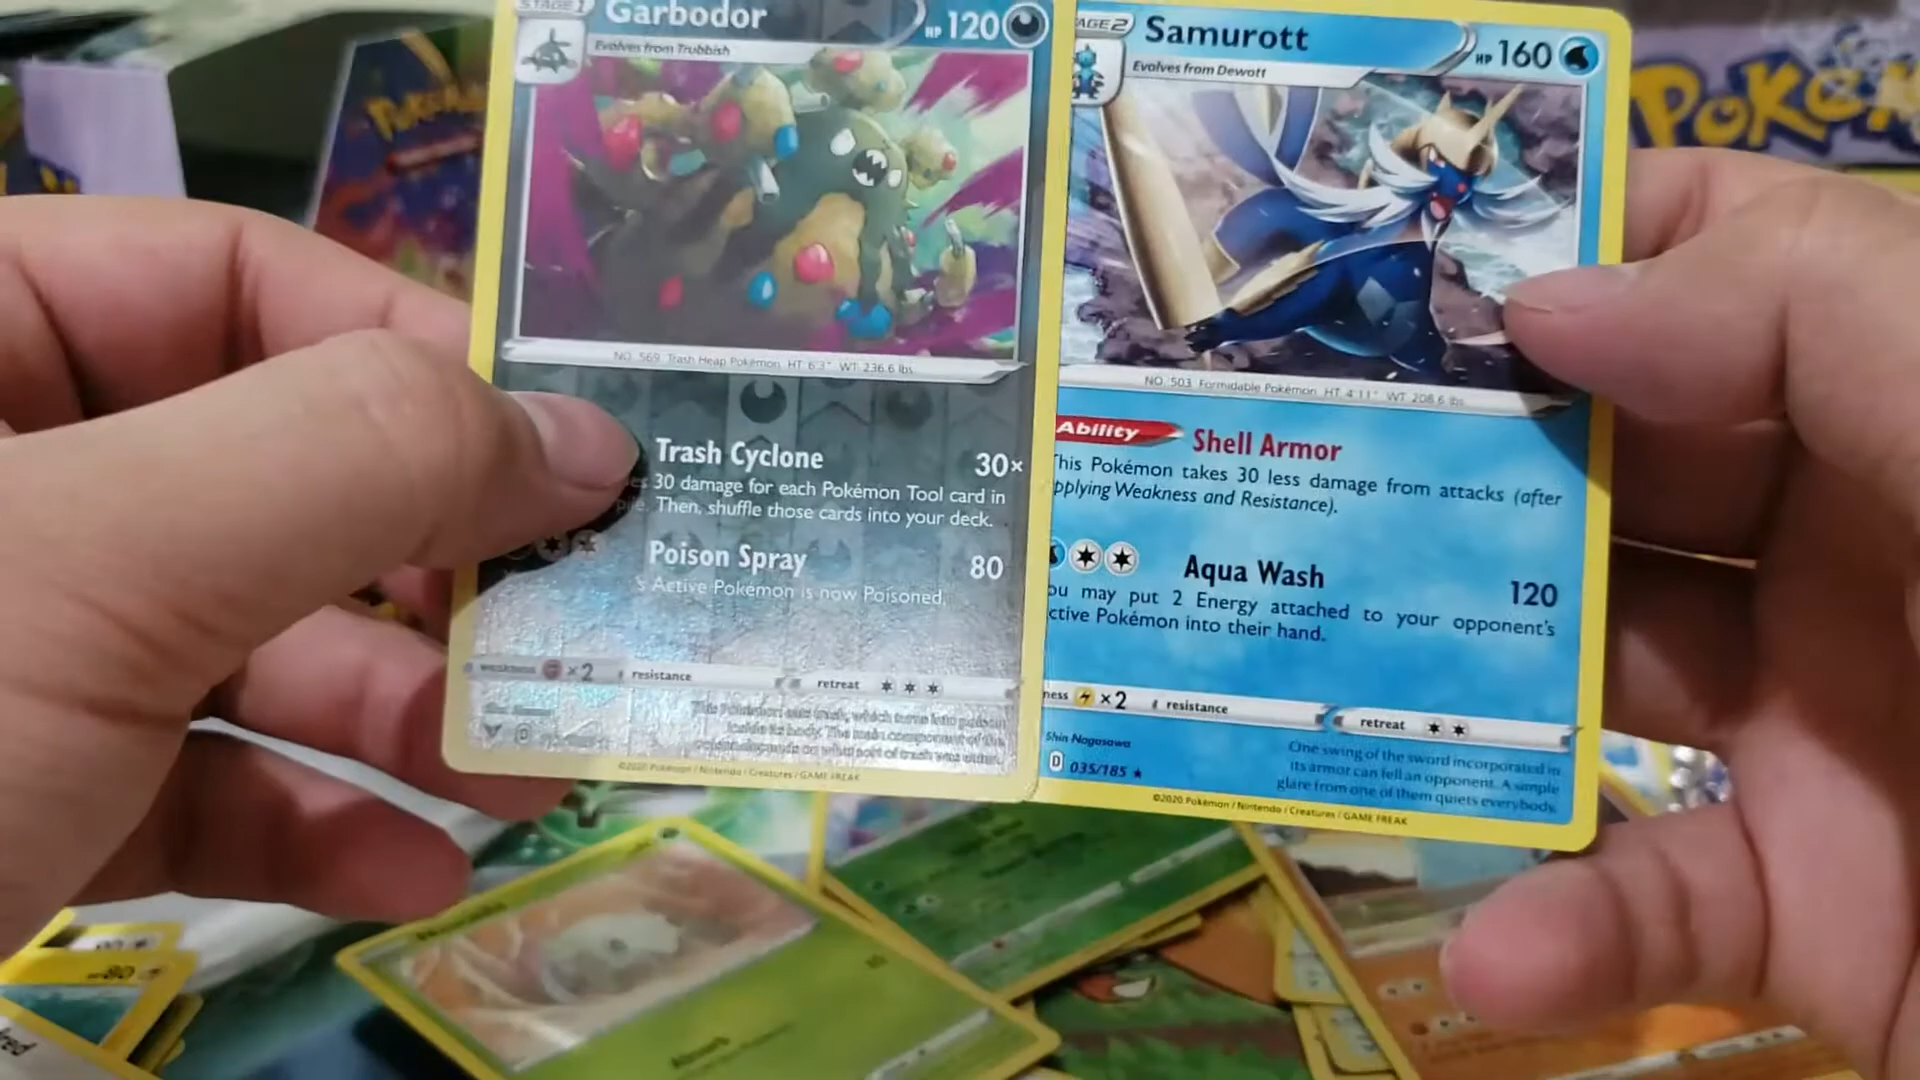 STAGE 1
Garbodor
HP 120
Evolves from Trubbish
NO. 569 Trash Heap Pokémon HT: 6'3" WT: 236.6 lbs.
Trash Cyclone 30×
30 damage for each Pokémon Tool card in
Then, shuffle those cards into your deck.
Poison Spray 80
's Active Pokémon is now Poisoned.
weakness ×2 resistance retreat
©2020 Pokémon / Nintendo / Creatures / GAME FREAK
AGE 2
Samurott
HP 160
Evolves from Dewott
NO. 503 Formidable Pokémon HT: 4'11" WT: 208.6 lbs.
Ability Shell Armor
This Pokémon takes 30 less damage from attacks (after
pplying Weakness and Resistance).
Aqua Wash 120
ou may put 2 Energy attached to your opponent's
ctive Pokémon into their hand.
ness ×2 resistance retreat
Shin Nagasawa
D 035/185 ★
One swing of the sword incorporated in
its armor can fell an opponent. A simple
glare from one of them quiets everybody.
©2020 Pokémon / Nintendo / Creatures / GAME FREAK
POKÉM
80
red